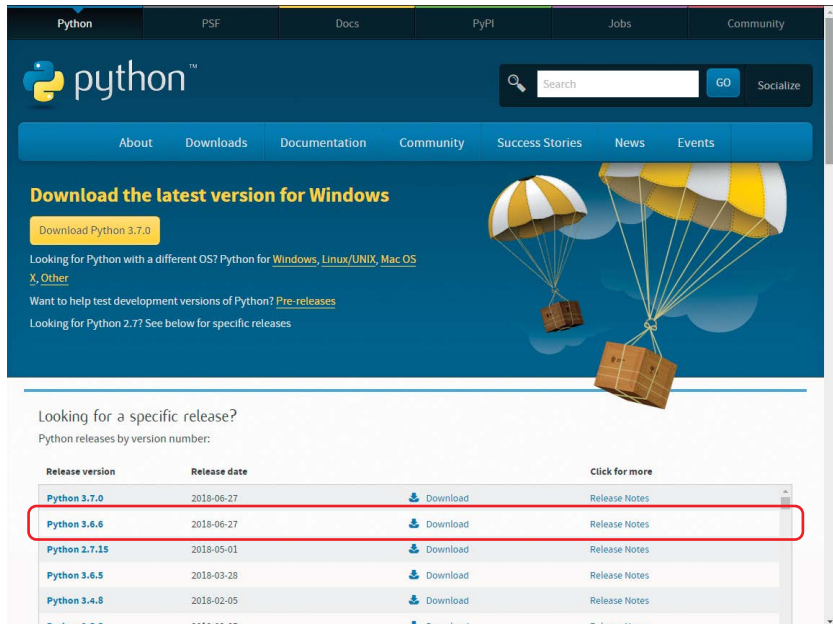 Python PSF Docs PyPI Jobs Community
python™
Search GO Socialize
About Downloads Documentation Community Success Stories News Events
Download the latest version for Windows
Download Python 3.7.0
Looking for Python with a different OS? Python for Windows, Linux/UNIX, Mac OS
X, Other
Want to help test development versions of Python? Pre-releases
Looking for Python 2.7? See below for specific releases
Looking for a specific release?
Python releases by version number:
Release version Release date Click for more
Python 3.7.0 2018-06-27 Download Release Notes
Python 3.6.6 2018-06-27 Download Release Notes
Python 2.7.15 2018-05-01 Download Release Notes
Python 3.6.5 2018-03-28 Download Release Notes
Python 3.4.8 2018-02-05 Download Release Notes